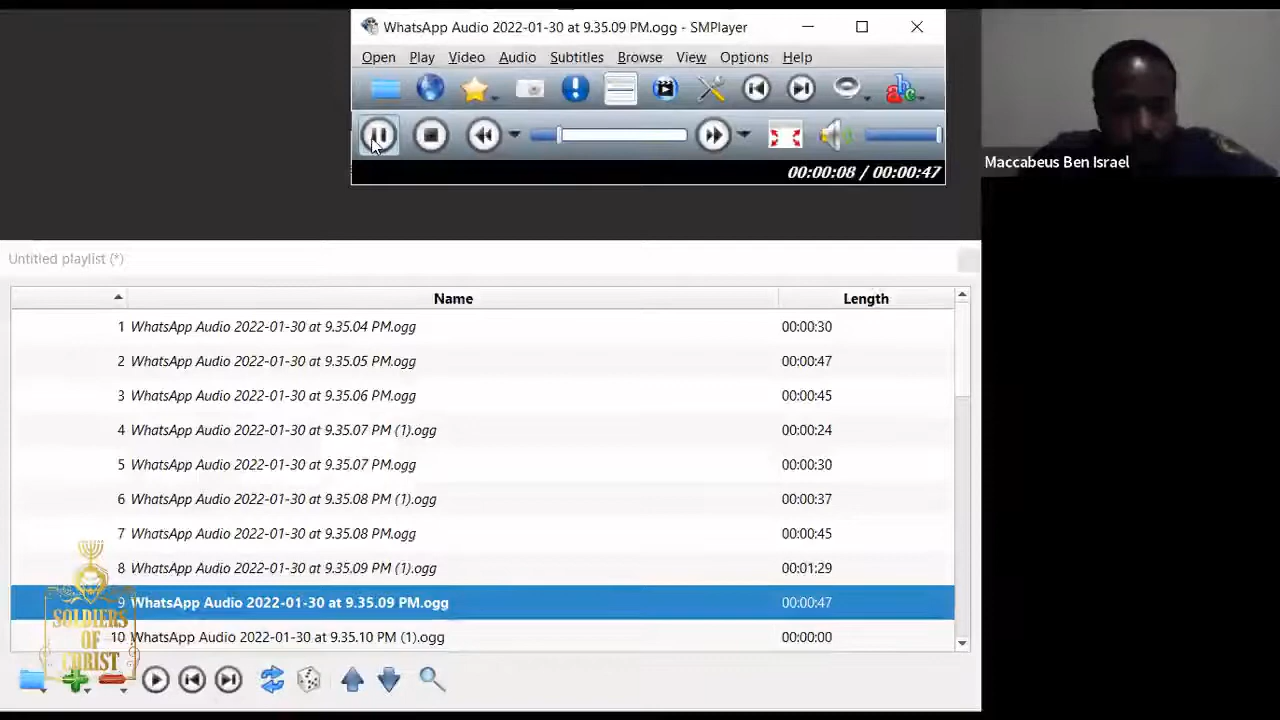 WhatsApp Audio 2022-01-30 at 9.35.09 PM.ogg - SMPlayer
Open Play Video Audio Subtitles Browse View Options Help
00:00:08 / 00:00:47
Maccabeus Ben Israel
Untitled playlist (*)
Name Length
1 WhatsApp Audio 2022-01-30 at 9.35.04 PM.ogg 00:00:30
2 WhatsApp Audio 2022-01-30 at 9.35.05 PM.ogg 00:00:47
3 WhatsApp Audio 2022-01-30 at 9.35.06 PM.ogg 00:00:45
4 WhatsApp Audio 2022-01-30 at 9.35.07 PM (1).ogg 00:00:24
5 WhatsApp Audio 2022-01-30 at 9.35.07 PM.ogg 00:00:30
6 WhatsApp Audio 2022-01-30 at 9.35.08 PM (1).ogg 00:00:37
7 WhatsApp Audio 2022-01-30 at 9.35.08 PM.ogg 00:00:45
8 WhatsApp Audio 2022-01-30 at 9.35.09 PM (1).ogg 00:01:29
9 WhatsApp Audio 2022-01-30 at 9.35.09 PM.ogg 00:00:47
10 WhatsApp Audio 2022-01-30 at 9.35.10 PM (1).ogg 00:00:00
SOLDIERS
OF
CHRIST